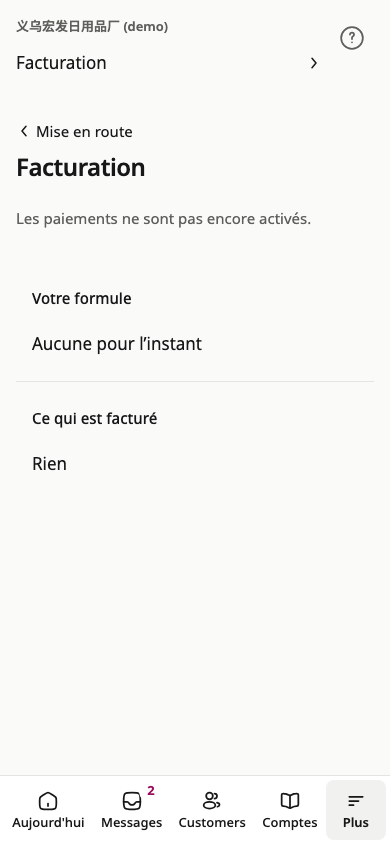 义乌宏发日用品厂 (demo)
Facturation
Mise en route
Facturation
Les paiements ne sont pas encore activés.
Votre formule
Aucune pour l’instant
Ce qui est facturé
Rien
2
Aujourd'hui
Messages
Customers
Comptes
Plus